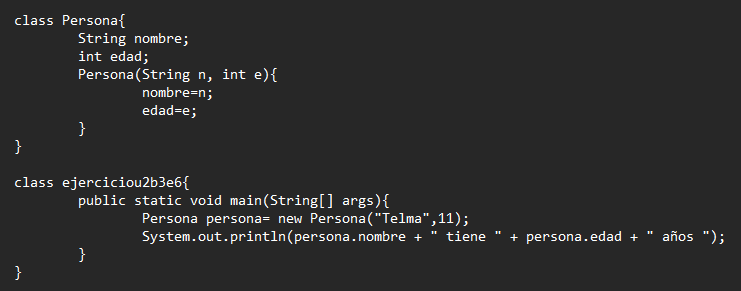 class Persona{
        String nombre;
        int edad;
        Persona(String n, int e){
                nombre=n;
                edad=e;
        }
}

class ejerciciou2b3e6{
        public static void main(String[] args){
                Persona persona= new Persona("Telma",11);
                System.out.println(persona.nombre + " tiene " + persona.edad + " años ");
        }
}